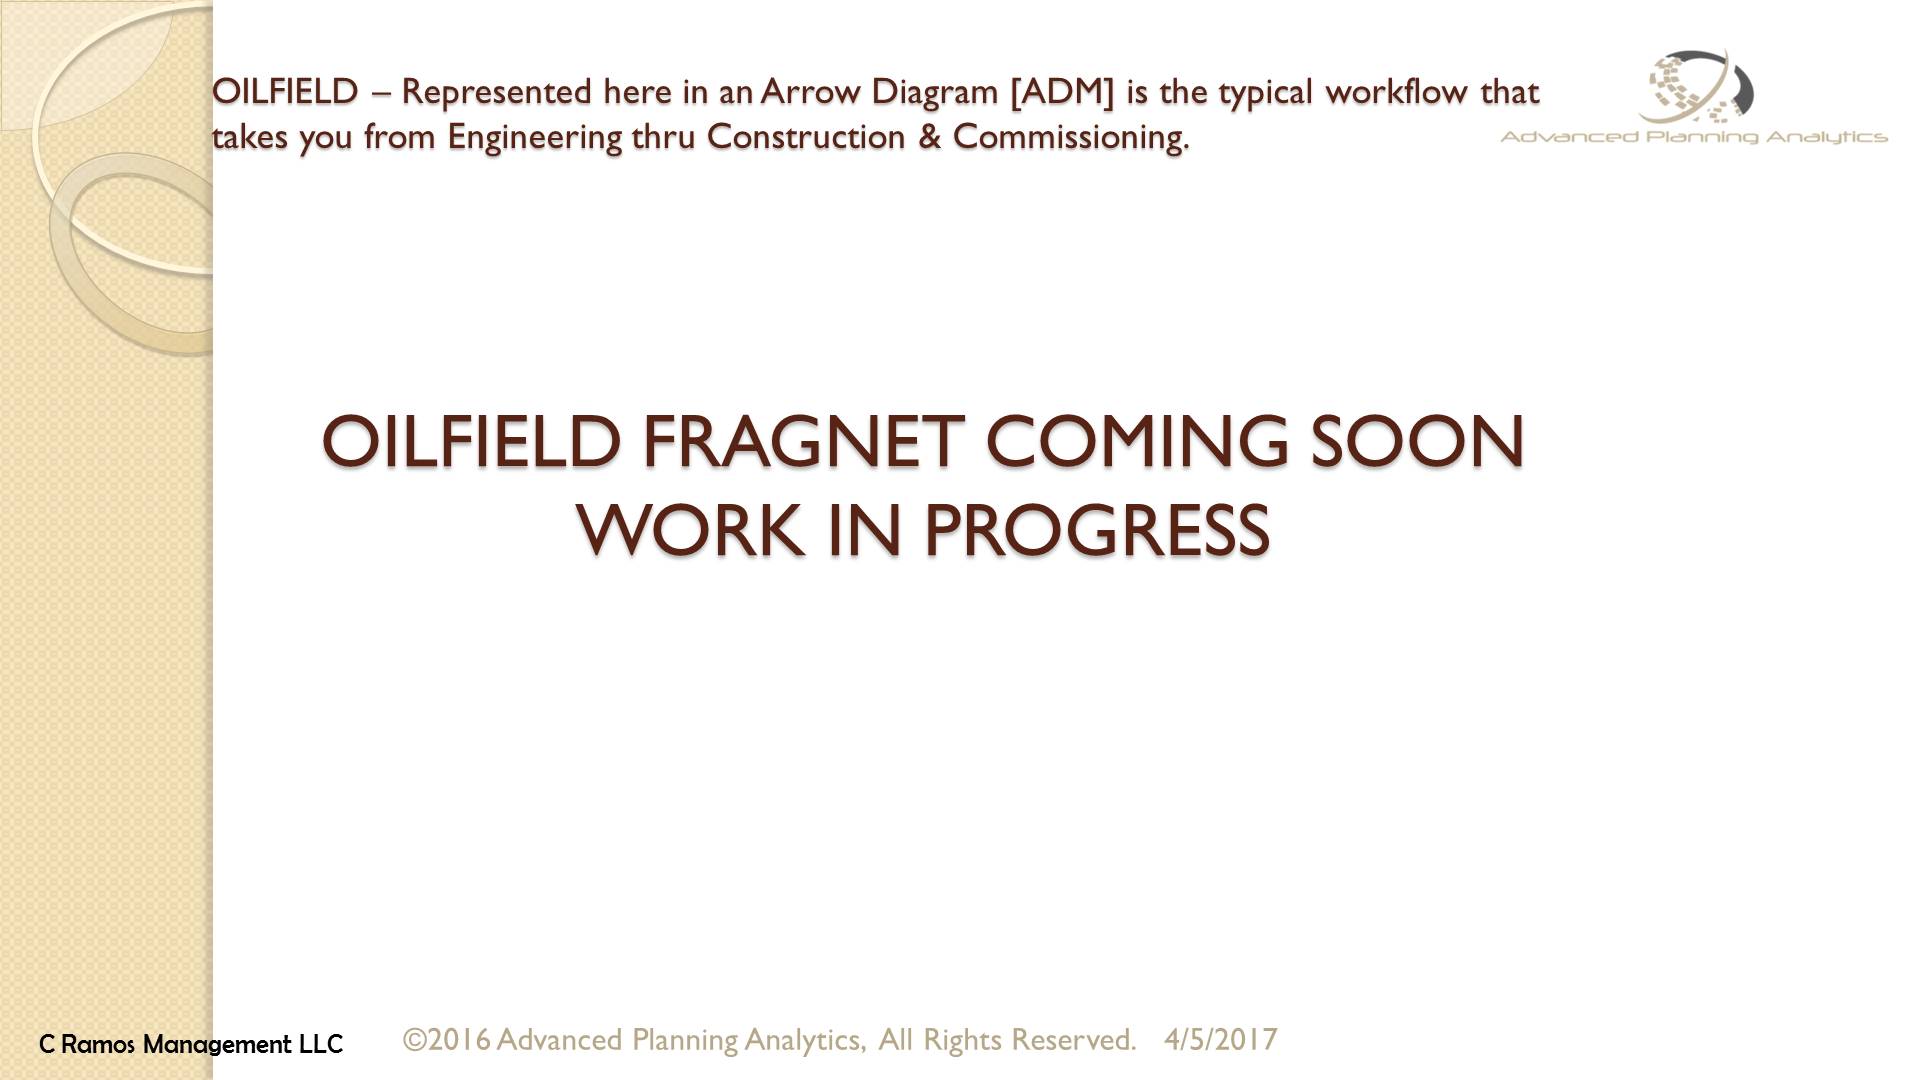 OILFIELD – Represented here in an Arrow Diagram [ADM] is the typical workflow that
takes you from Engineering thru Construction & Commissioning.
Advanced Planning Analytics
OILFIELD FRAGNET COMING SOON
WORK IN PROGRESS
C Ramos Management LLC
©2016 Advanced Planning Analytics, All Rights Reserved. 4/5/2017